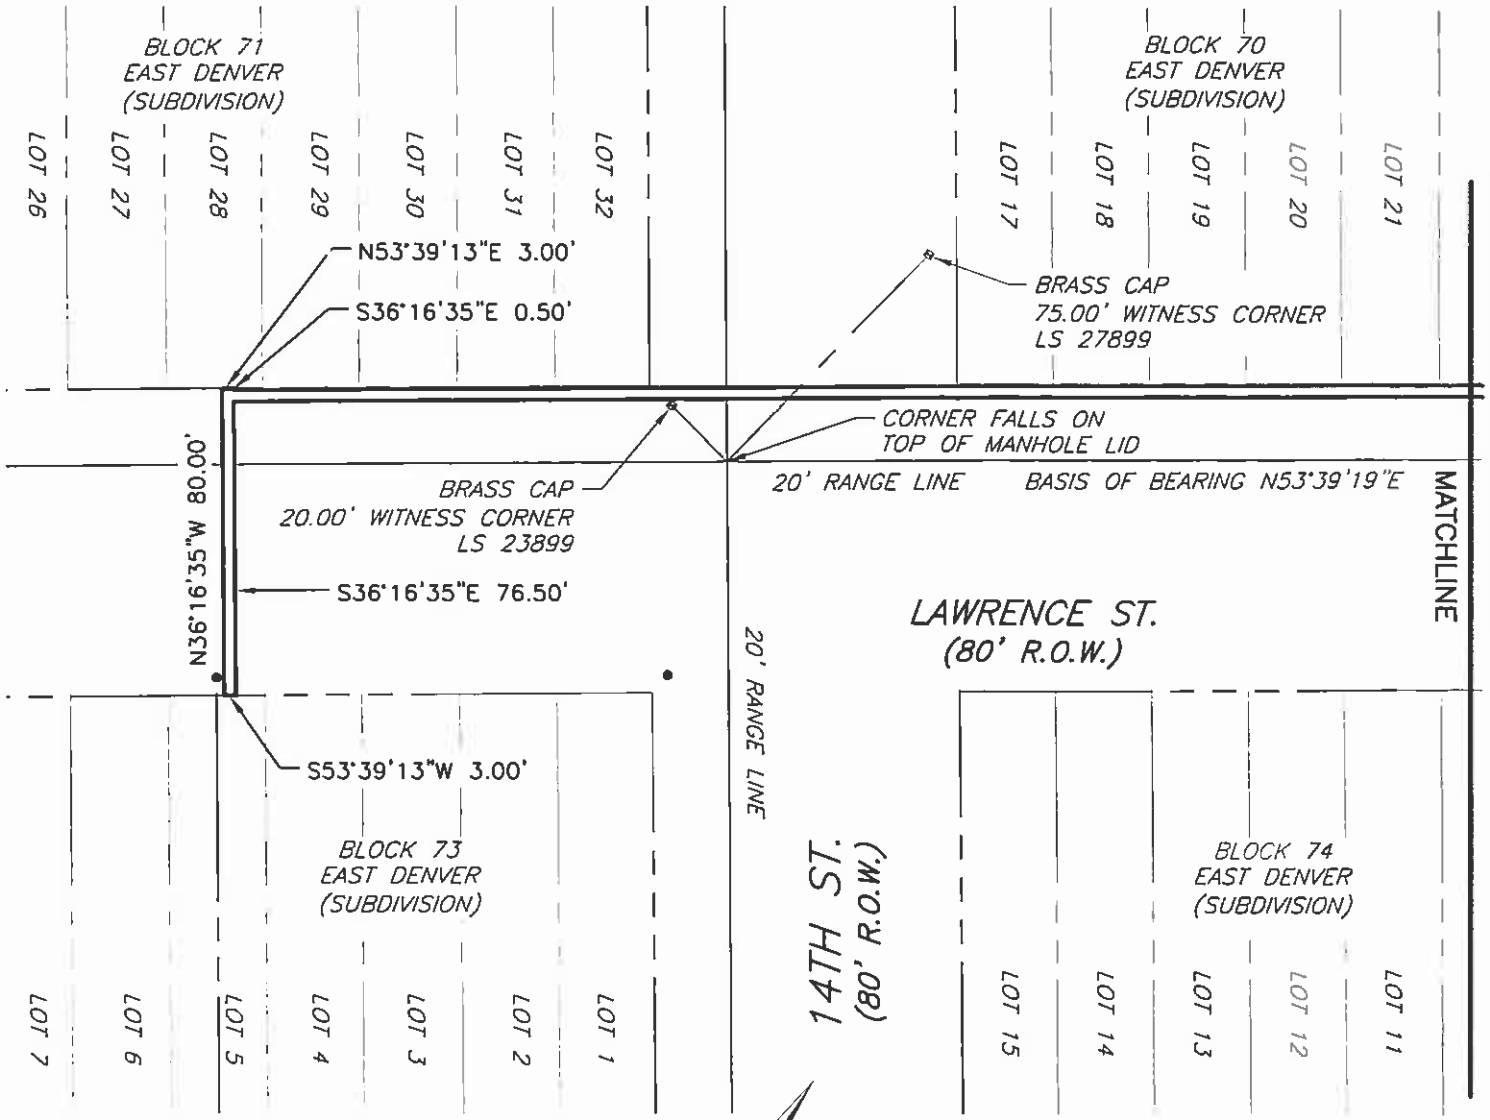 BLOCK 71
EAST DENVER
(SUBDIVISION)
BLOCK 70
EAST DENVER
(SUBDIVISION)
LOT 26
LOT 27
LOT 28
LOT 29
LOT 30
LOT 31
LOT 32
LOT 17
LOT 18
LOT 19
LOT 20
LOT 21
N53°39'13"E 3.00'
S36°16'35"E 0.50'
BRASS CAP
75.00' WITNESS CORNER
LS 27899
CORNER FALLS ON
TOP OF MANHOLE LID
20' RANGE LINE
BASIS OF BEARING N53°39'19"E
MATCHLINE
N36°16'35"W 80.00'
BRASS CAP
20.00' WITNESS CORNER
LS 23899
S36°16'35"E 76.50'
LAWRENCE ST.
(80' R.O.W.)
20' RANGE LINE
S53°39'13"W 3.00'
14TH ST.
(80' R.O.W.)
BLOCK 73
EAST DENVER
(SUBDIVISION)
BLOCK 74
EAST DENVER
(SUBDIVISION)
LOT 7
LOT 6
LOT 5
LOT 4
LOT 3
LOT 2
LOT 1
LOT 15
LOT 14
LOT 13
LOT 12
LOT 11